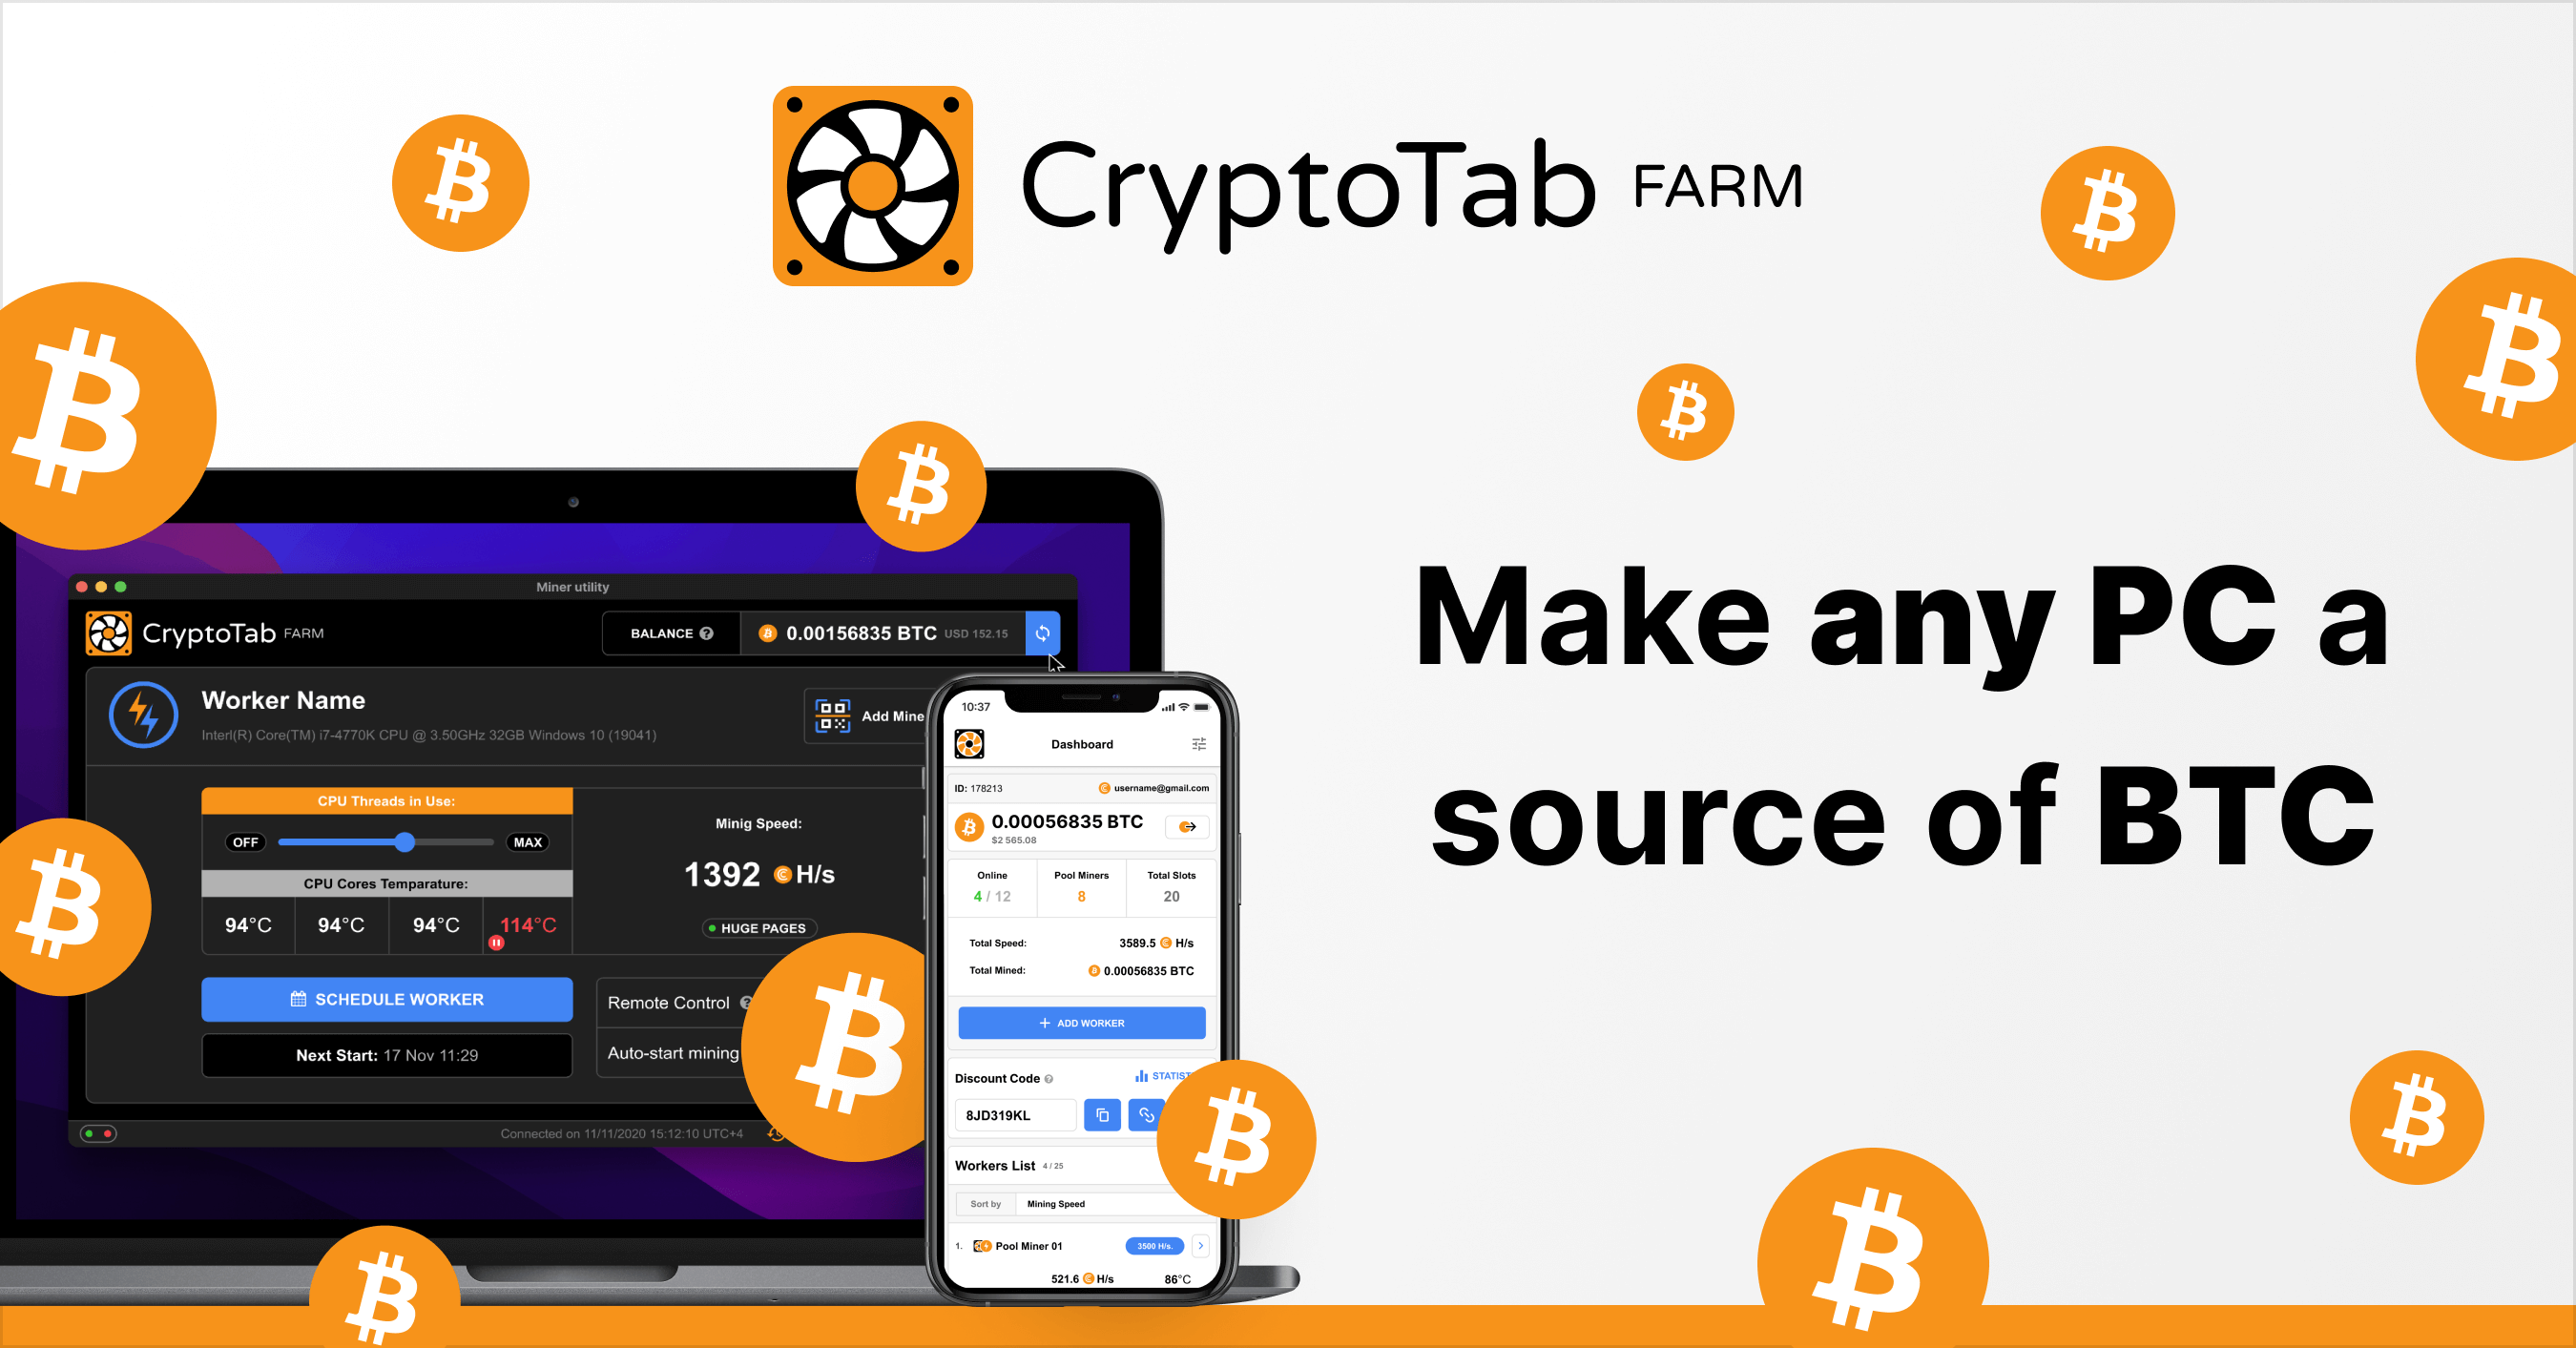 CryptoTab FARM
Make any PC a
source of BTC
Miner utility
CryptoTab FARM
BALANCE ?
0.00156835 BTC USD 152.15
Worker Name
Interl(R) Core(TM) i7-4770K CPU @ 3.50GHz 32GB Windows 10 (19041)
Add Mine
CPU Threads in Use:
OFF
MAX
CPU Cores Temparature:
94°C 94°C 94°C 114°C
Minig Speed:
1392 H/s
HUGE PAGES
SCHEDULE WORKER
Next Start: 17 Nov 11:29
Remote Control ?
Auto-start mining
Connected on 11/11/2020 15:12:10 UTC+4
10:37
Dashboard
ID: 178213
username@gmail.com
0.00056835 BTC
$2 565.08
Online Pool Miners Total Slots
4 / 12 8 20
Total Speed: 3589.5 H/s
Total Mined: 0.00056835 BTC
+ ADD WORKER
Discount Code ?
STATIST
8JD319KL
Workers List 4 / 25
Sort by Mining Speed
1. Pool Miner 01 3500 H/s.
521.6 H/s 86°C